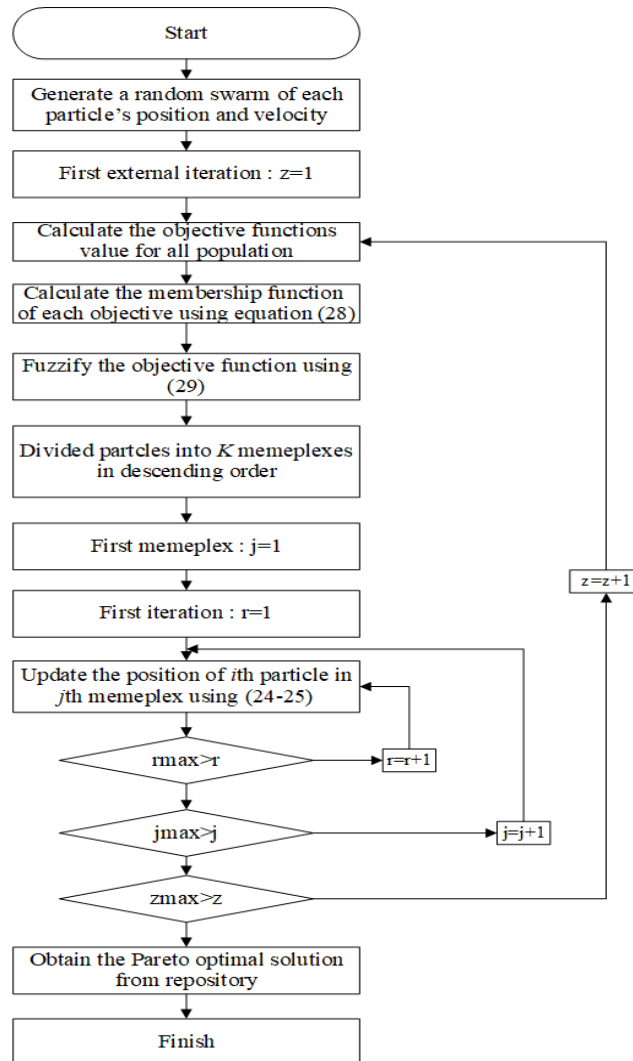 Start
Generate a random swarm of each
particle's position and velocity
First external iteration : z=1
Calculate the objective functions
value for all population
Calculate the membership function
of each objective using equation (28)
Fuzzify the objective function using
(29)
Divided partcles into K memeplexes
in descending order
First memeplex : j=1
z=z+1
First iteration : r=1
Update the position of ith particle in
jth memeplex using (24-25)
rmax>r
r=r+1
jmax>j
j=j+1
zmax>z
Obtain the Pareto optimal solution
from repository
Finish